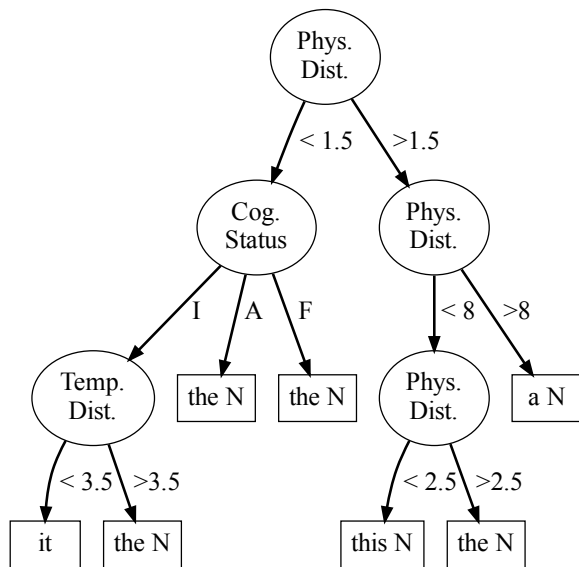 Phys.
Dist.
< 1.5
>1.5
Cog.
Status
Phys.
Dist.
I
A
F
< 8
>8
Temp.
Dist.
the N
the N
Phys.
Dist.
a N
< 3.5
>3.5
< 2.5
>2.5
it
the N
this N
the N